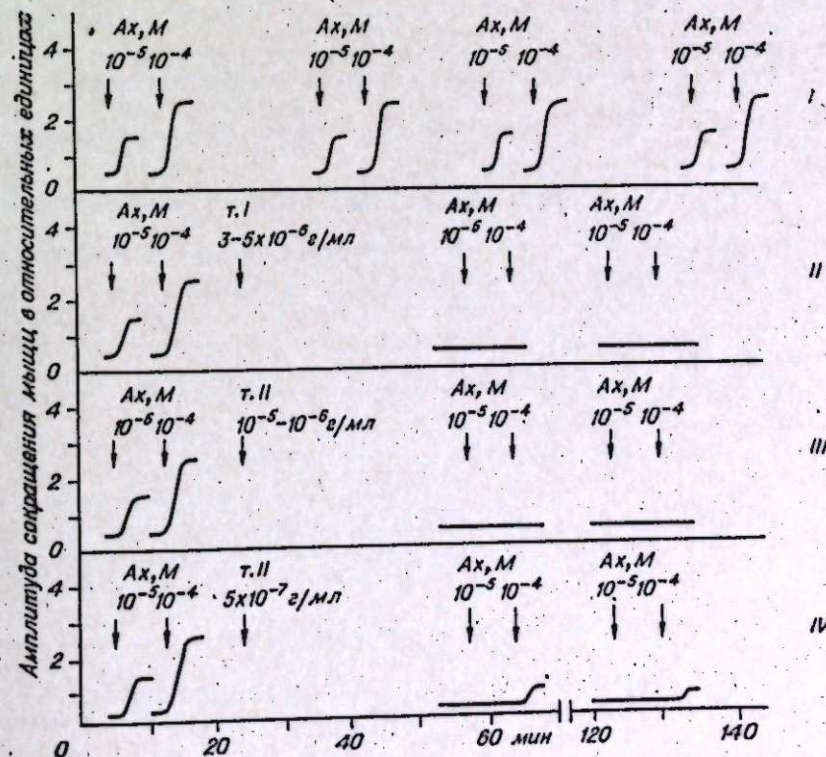 Амплитуда сокращения мышц в относительных единицах
Ах, М Ах, М Ах, М Ах, М
10⁻⁵ 10⁻⁴ 10⁻⁵ 10⁻⁴ 10⁻⁵ 10⁻⁴ 10⁻⁵ 10⁻⁴
4
I
2
0
Ах, М т. I Ах, М Ах, М
10⁻⁵ 10⁻⁴ 3-5х10⁻⁶ г/мл 10⁻⁶ 10⁻⁴ 10⁻⁵ 10⁻⁴
4
II
2
0
Ах, М т. II Ах, М Ах, М
10⁻⁶ 10⁻⁴ 10⁻⁵-10⁻⁶ г/мл 10⁻⁵ 10⁻⁴ 10⁻⁵ 10⁻⁴
4
III
2
0
Ах, М т. II Ах, М Ах, М
10⁻⁵ 10⁻⁴ 5х10⁻⁷ г/мл 10⁻⁵ 10⁻⁴ 10⁻⁵ 10⁻⁴
4
IV
2
0 20 40 60 мин 120 140